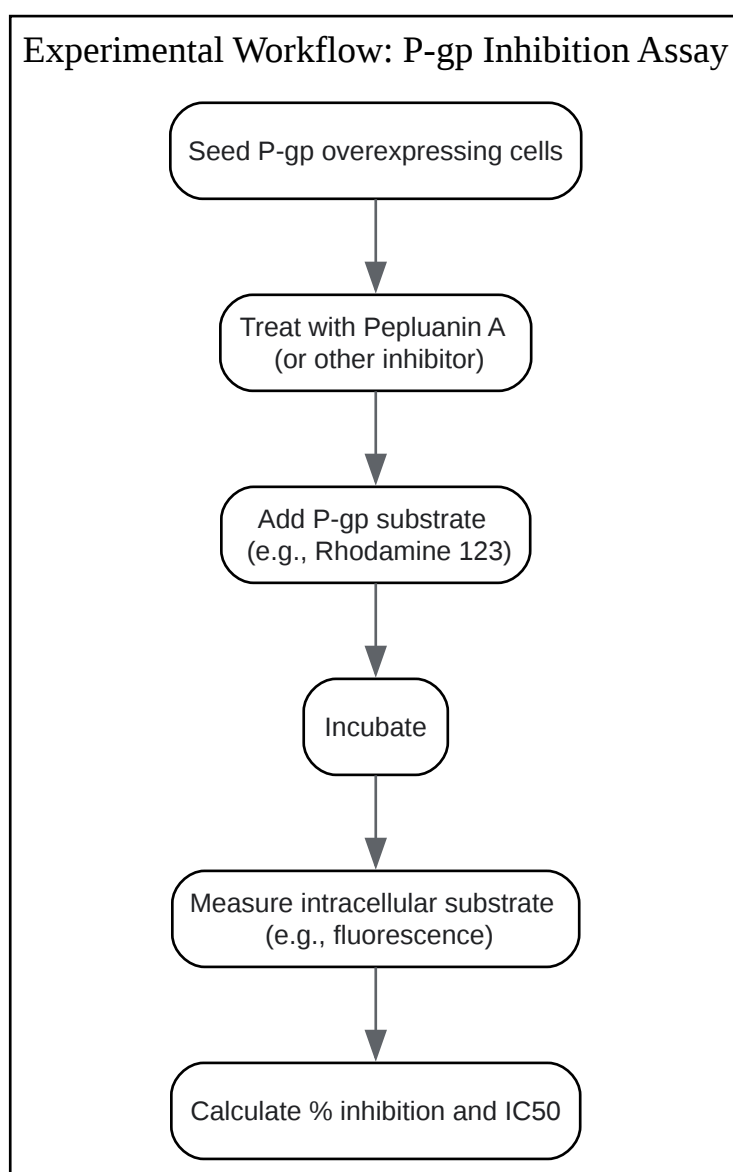 Experimental Workflow: P-gp Inhibition Assay
Seed P-gp overexpressing cells
Treat with Pepluanin A
(or other inhibitor)
Add P-gp substrate
(e.g., Rhodamine 123)
Incubate
Measure intracellular substrate
(e.g., fluorescence)
Calculate % inhibition and IC50